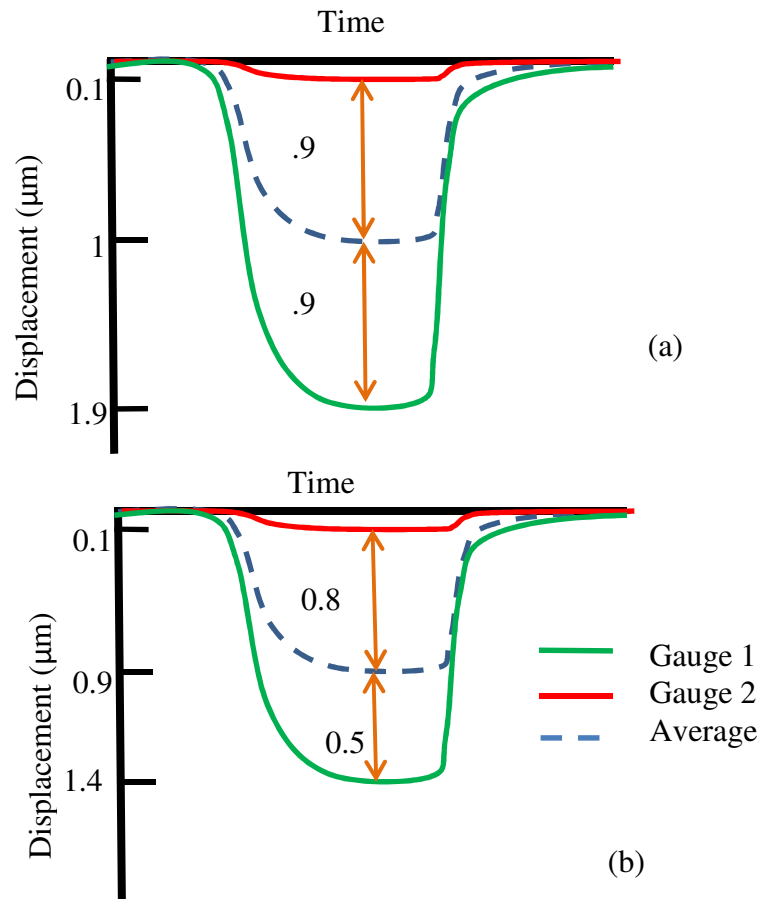 Time
0.1
.9
Displacement (μm)
1
.9
(a)
1.9
Time
0.1
0.8
Displacement (μm)
Gauge 1
0.9
Gauge 2
0.5
Average
1.4
(b)